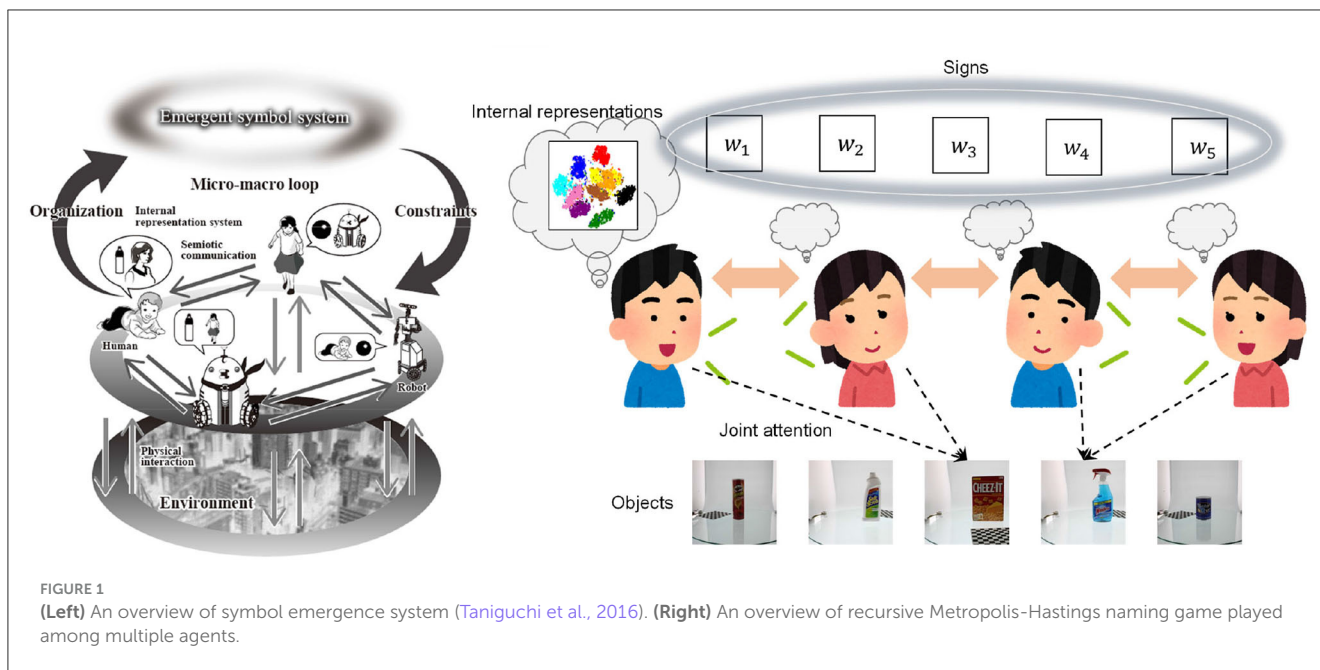 Emergent symbol system
Micro-macro loop
Organization
Internal
representation system
Constraints
Semiotic
communication
Human
Robot
Physical
interaction
Environment
Signs
Internal representations
w₁ w₂ w₃ w₄ w₅
Joint attention
Objects
CHEEZ-IT
FIGURE 1
(Left) An overview of symbol emergence system (Taniguchi et al., 2016). (Right) An overview of recursive Metropolis-Hastings naming game played
among multiple agents.